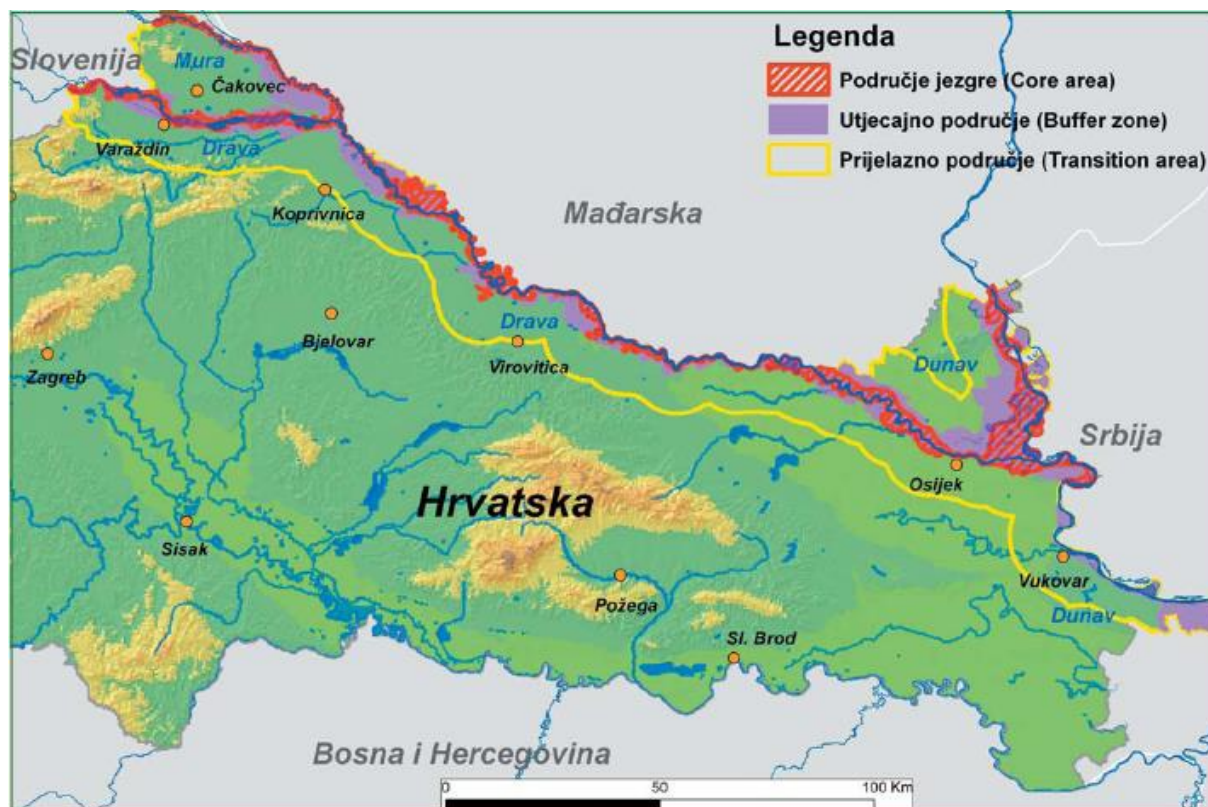 Legenda
Područje jezgre (Core area)
Utjecajno područje (Buffer zone)
Prijelazno područje (Transition area)
Slovenija
Mura
Čakovec
Varaždin
Drava
Koprivnica
Mađarska
Bjelovar
Drava
Virovitica
Dunav
Zagreb
Srbija
Osijek
Hrvatska
Sisak
Vukovar
Požega
Dunav
Sl. Brod
Bosna i Hercegovina
0 50 100 Km